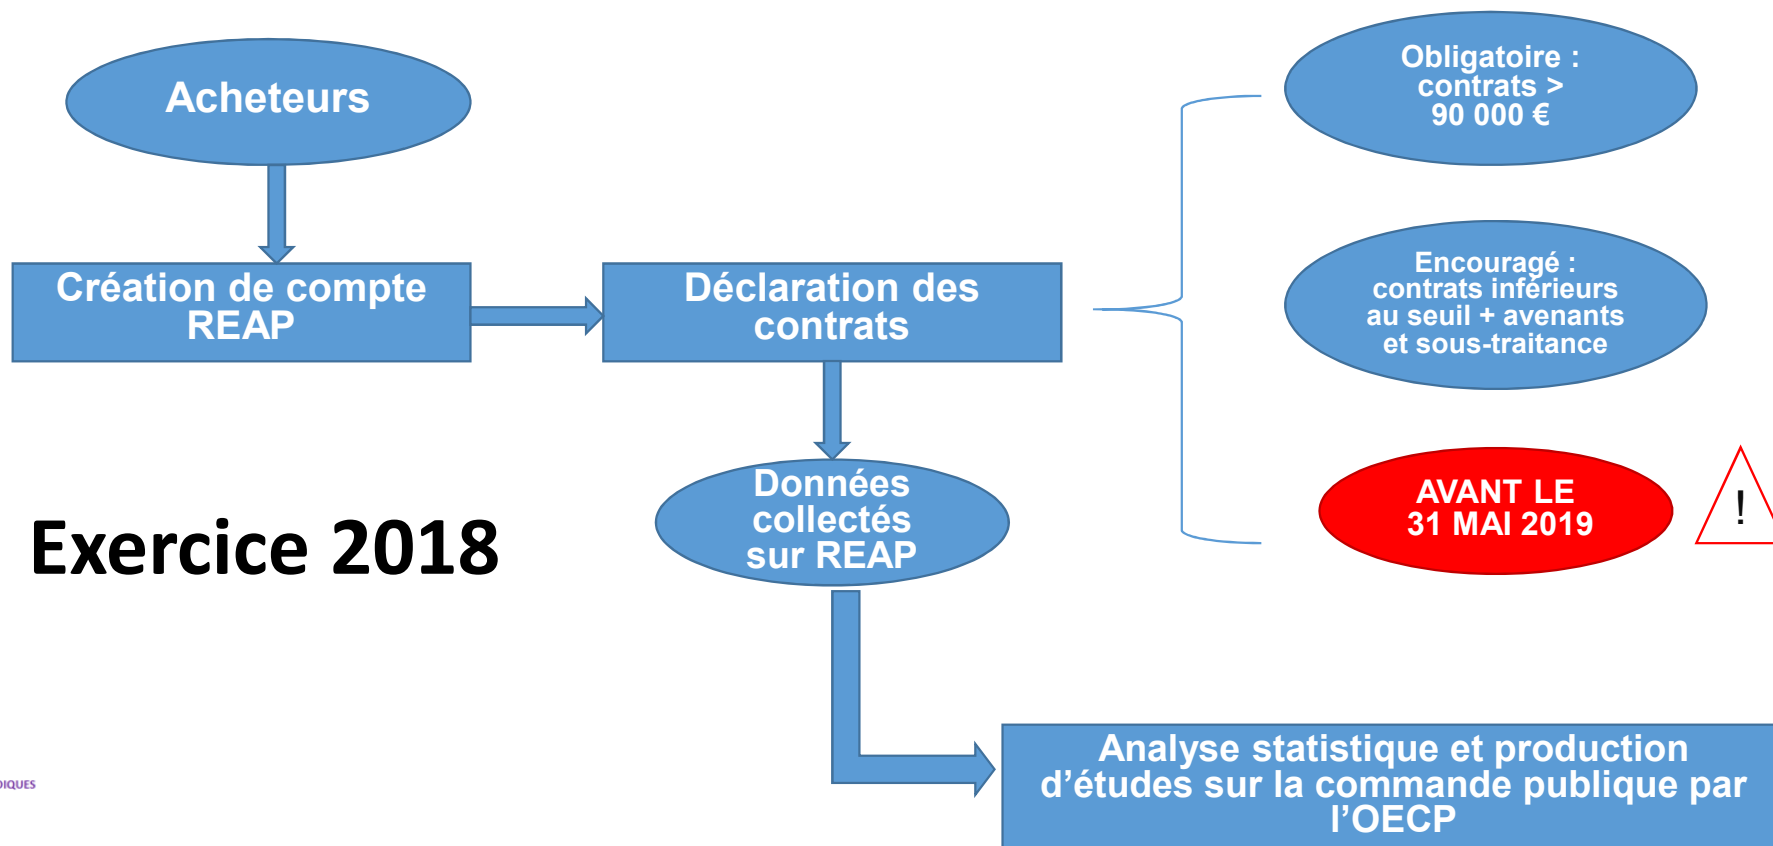 Acheteurs
Création de compte
REAP
Déclaration des
contrats
Obligatoire :
contrats >
90 000 €
Encouragé :
contrats inférieurs
au seuil + avenants
et sous-traitance
AVANT LE
31 MAI 2019
!
Données
collectés
sur REAP
Exercice 2018
Analyse statistique et production
d’études sur la commande publique par
l’OECP